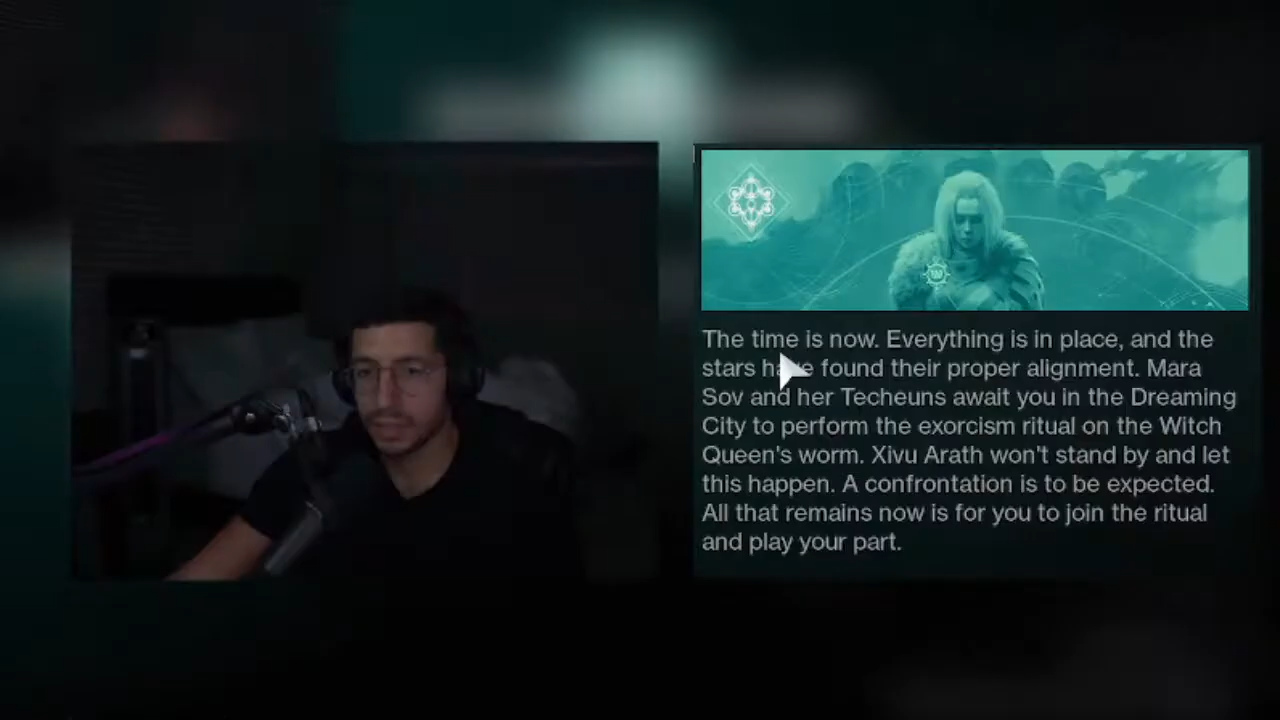 The time is now. Everything is in place, and the
stars have found their proper alignment. Mara
Sov and her Techeuns await you in the Dreaming
City to perform the exorcism ritual on the Witch
Queen's worm. Xivu Arath won't stand by and let
this happen. A confrontation is to be expected.
All that remains now is for you to join the ritual
and play your part.